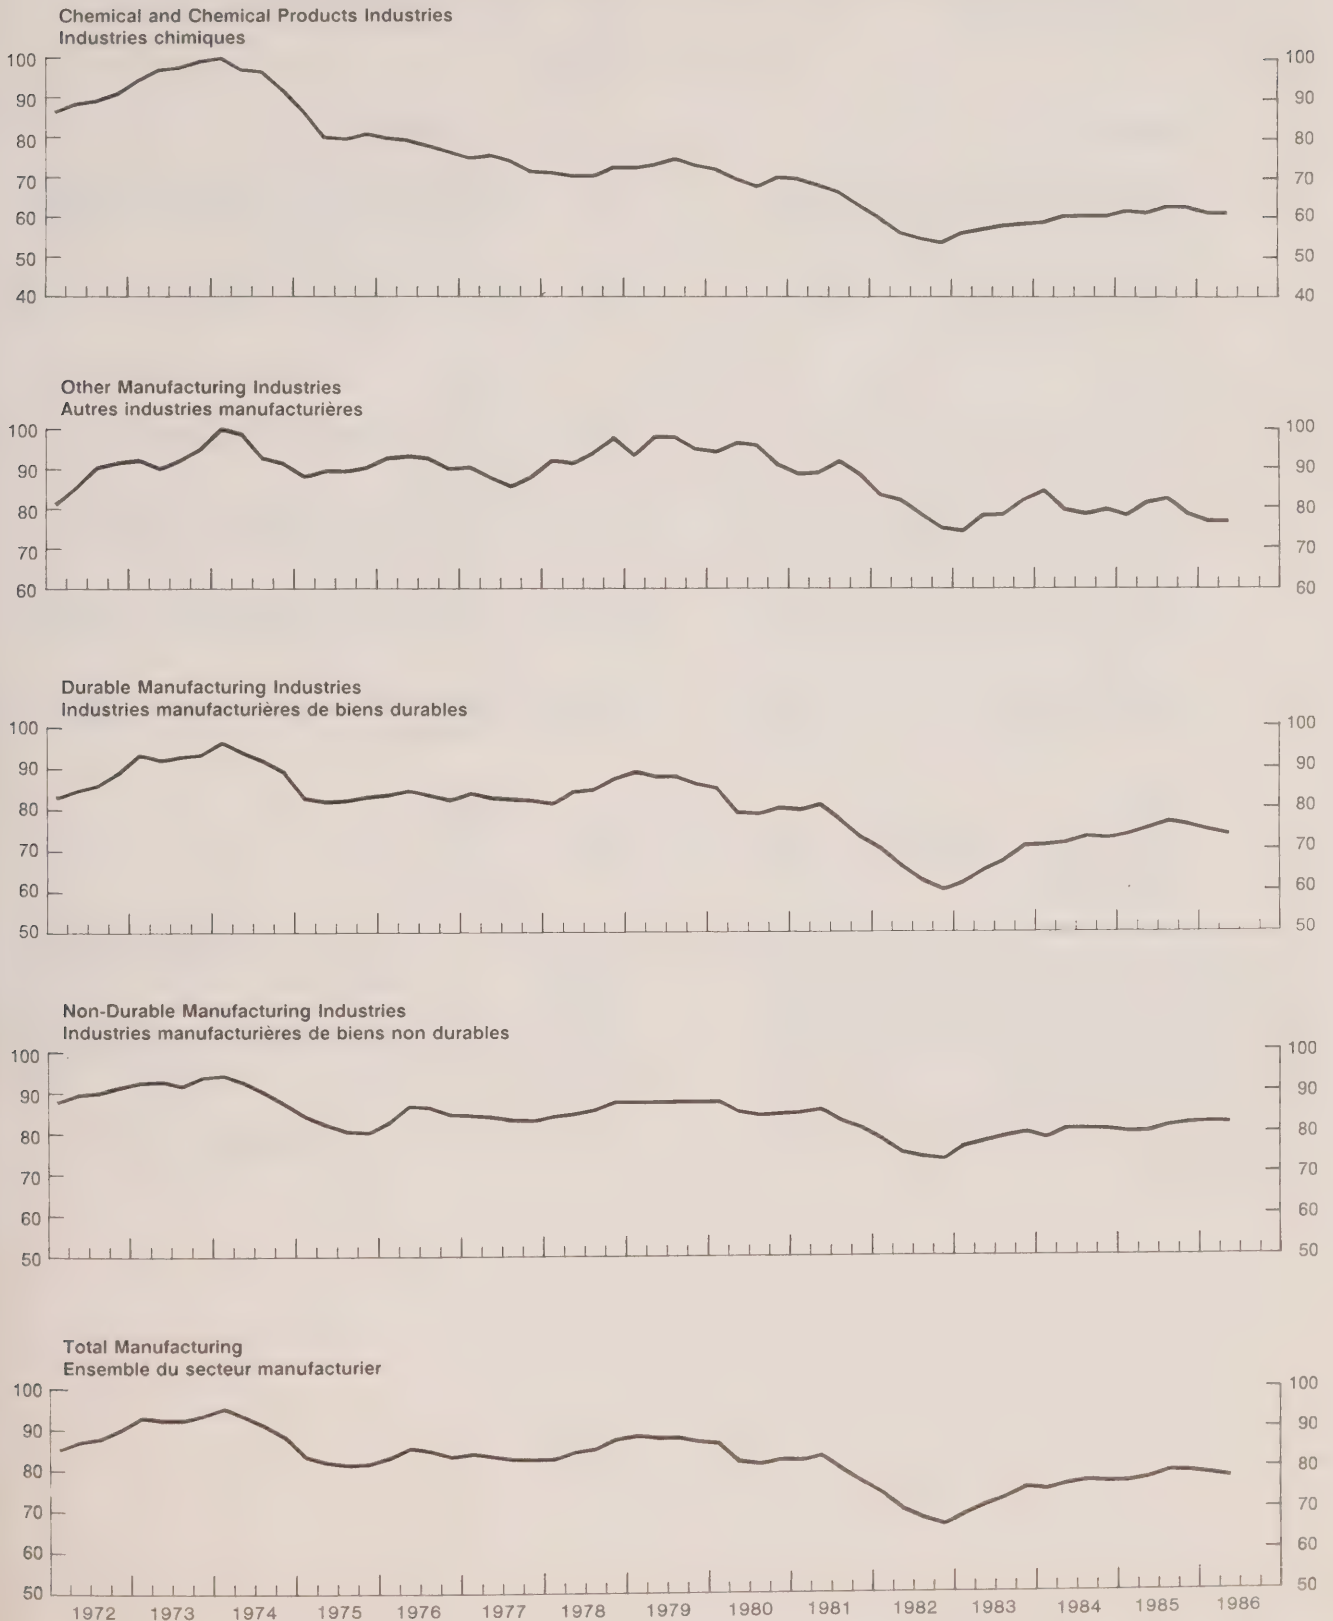 Chemical and Chemical Products Industries
Industries chimiques
100 100
90 90
80 80
70 70
60 60
50 50
40 40
Other Manufacturing Industries
Autres industries manufacturières
100 100
90 90
80 80
70 70
60 60
Durable Manufacturing Industries
Industries manufacturières de biens durables
100 100
90 90
80 80
70 70
60 60
50 50
Non-Durable Manufacturing Industries
Industries manufacturières de biens non durables
100 100
90 90
80 80
70 70
60 60
50 50
Total Manufacturing
Ensemble du secteur manufacturier
100 100
90 90
80 80
70 70
60 60
50 50
1972 1973 1974 1975 1976 1977 1978 1979 1980 1981 1982 1983 1984 1985 1986